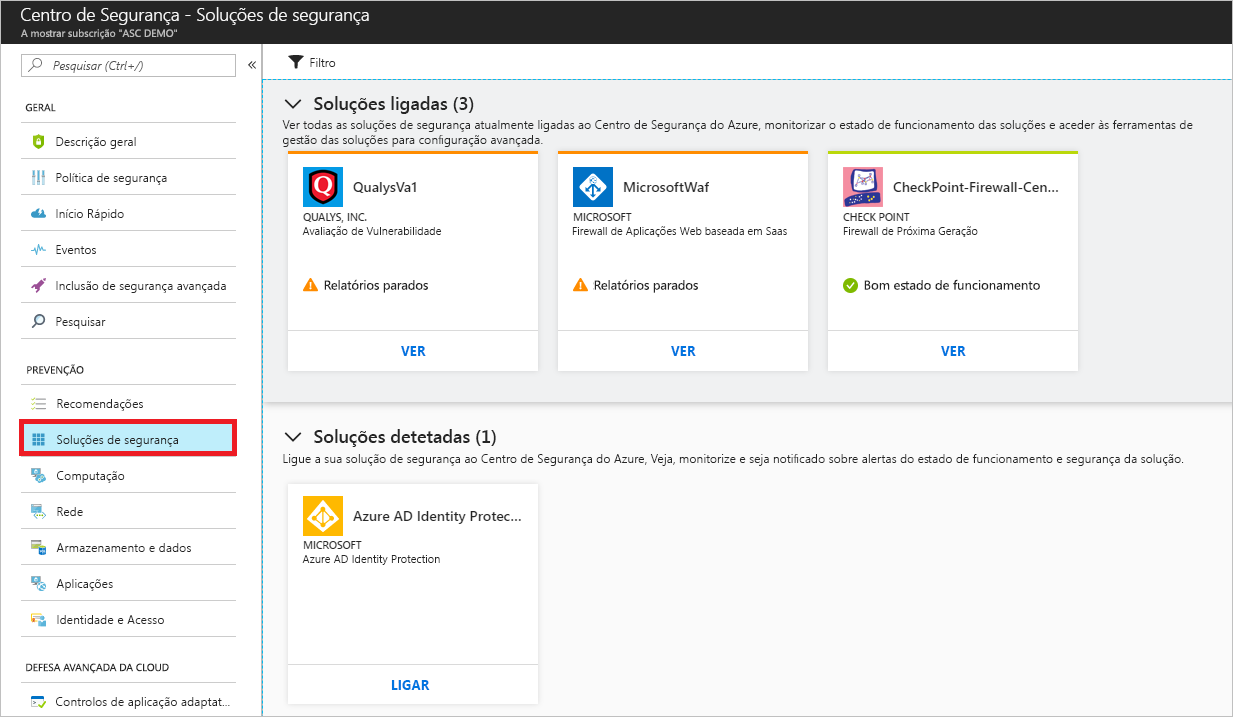 Centro de Segurança - Soluções de segurança
A mostrar subscrição "ASC DEMO"
Pesquisar (Ctrl+/)
«
GERAL
Descrição geral
Política de segurança
Início Rápido
Eventos
Inclusão de segurança avançada
Pesquisar
PREVENÇÃO
Recomendações
Soluções de segurança
Computação
Rede
Armazenamento e dados
Aplicações
Identidade e Acesso
DEFESA AVANÇADA DA CLOUD
Controlos de aplicação adaptat...
Filtro
Soluções ligadas (3)
Ver todas as soluções de segurança atualmente ligadas ao Centro de Segurança do Azure, monitorizar o estado de funcionamento das soluções e aceder às ferramentas de
gestão das soluções para configuração avançada.
QualysVa1
QUALYS, INC.
Avaliação de Vulnerabilidade
Relatórios parados
VER
MicrosoftWaf
MICROSOFT
Firewall de Aplicações Web baseada em Saas
Relatórios parados
VER
CheckPoint-Firewall-Cen...
CHECK POINT
Firewall de Próxima Geração
Bom estado de funcionamento
VER
Soluções detetadas (1)
Ligue a sua solução de segurança ao Centro de Segurança do Azure, Veja, monitorize e seja notificado sobre alertas do estado de funcionamento e segurança da solução.
Azure AD Identity Protec...
MICROSOFT
Azure AD Identity Protection
LIGAR